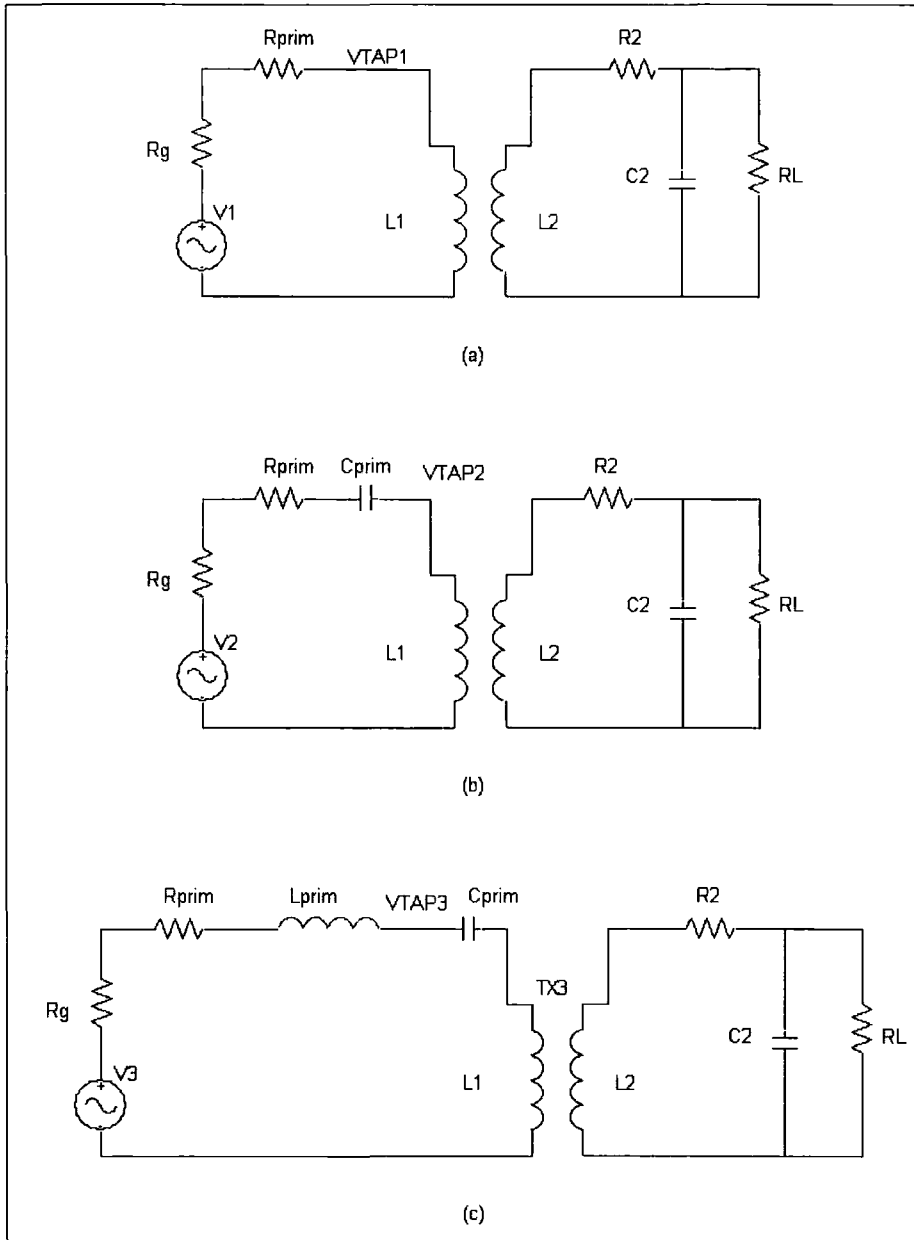 Rprim
VTAP1
R2
Rg
V1
L1
L2
C2
RL
(a)
Rprim
Cprim
VTAP2
R2
Rg
V2
L1
L2
C2
RL
(b)
Rprim
Lprim
VTAP3
Cprim
R2
Rg
TX3
V3
L1
L2
C2
RL
(c)